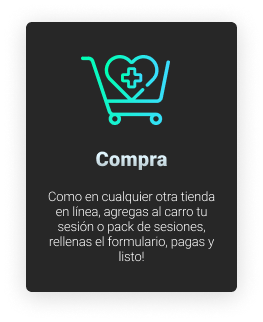 Compra
Como en cualquier otra tienda
en línea, agregas al carro tu
sesión o pack de sesiones,
rellenas el formulario, pagas y
listo!